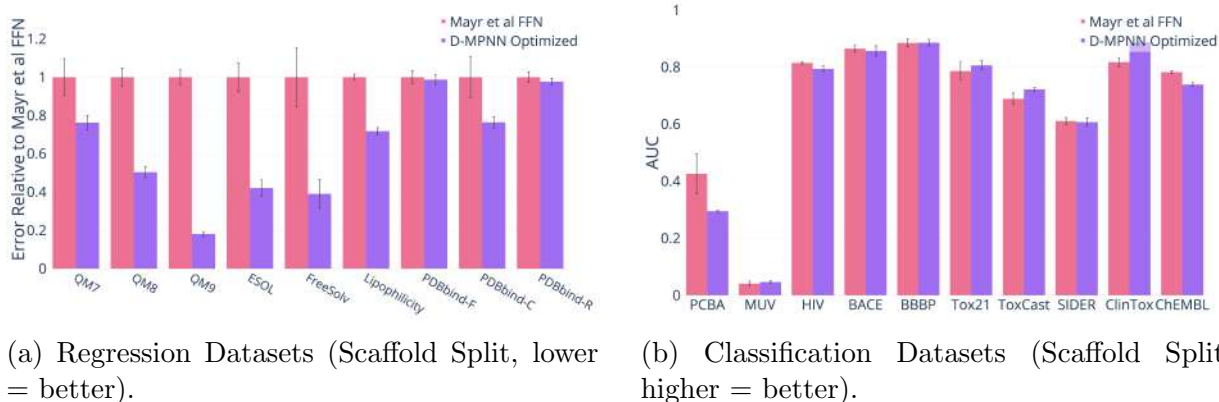 Mayr et al FFN
D-MPNN Optimized
1.2
1
0.8
0.6
0.4
0.2
0
Error Relative to Mayr et al FFN
QM7
QM8
QM9
ESOL
FreeSolv
Lipophilicity
PDBbind-F
PDBbind-C
PDBbind-R
(a) Regression Datasets (Scaffold Split, lower
= better).
Mayr et al FFN
D-MPNN Optimized
1
0.8
0.6
0.4
0.2
0
AUC
PCBA MUV HIV BACE BBBP Tox21 ToxCast SIDER ClinTox ChEMBL
(b) Classification Datasets (Scaffold Split
higher = better).